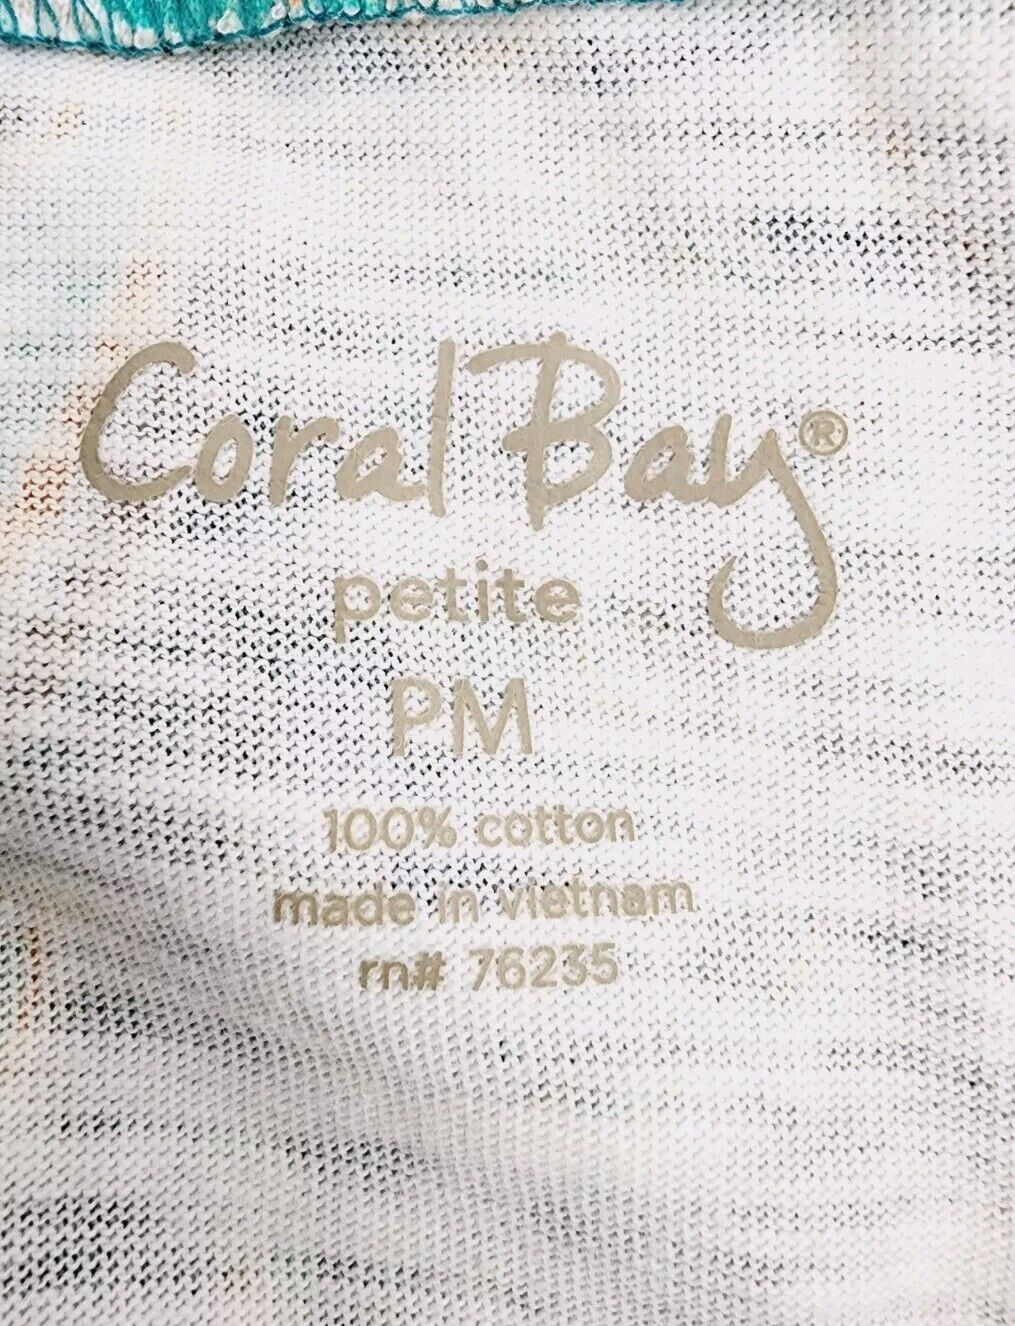 Coral Bay®
petite
PM
100% cotton
made in vietnam
rn# 76235